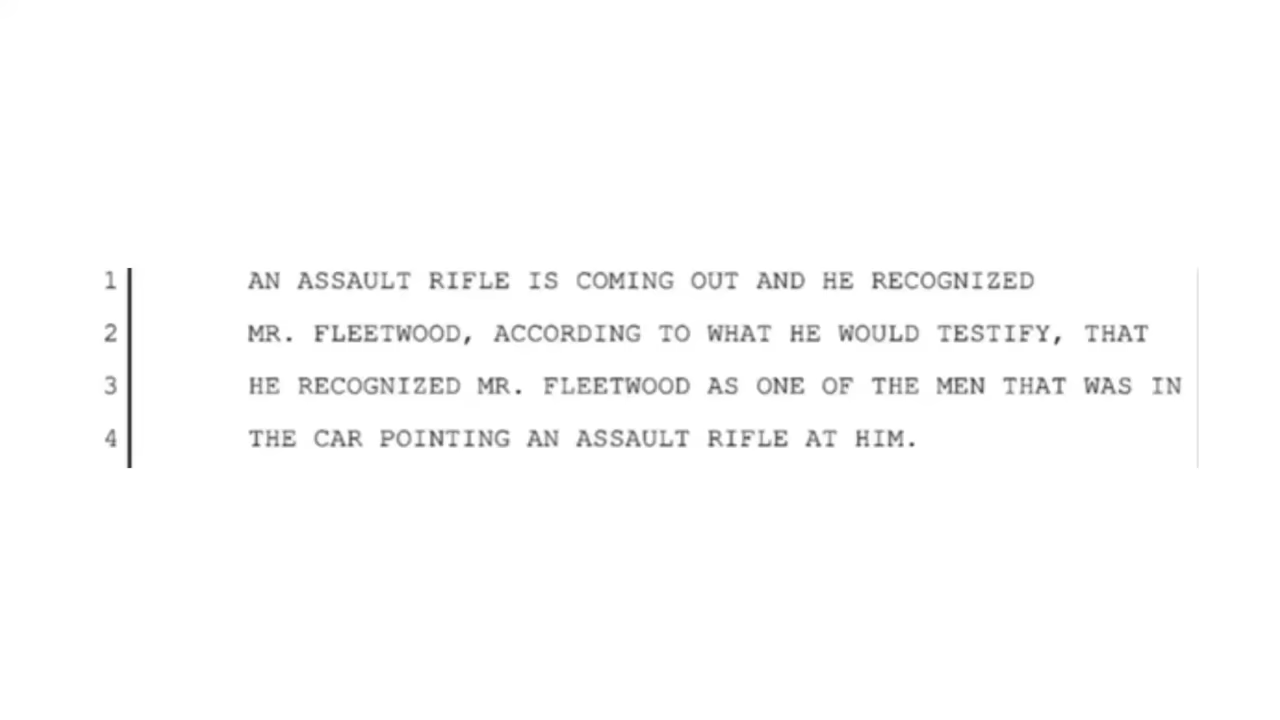 1 AN ASSAULT RIFLE IS COMING OUT AND HE RECOGNIZED
2 MR. FLEETWOOD, ACCORDING TO WHAT HE WOULD TESTIFY, THAT
3 HE RECOGNIZED MR. FLEETWOOD AS ONE OF THE MEN THAT WAS IN
4 THE CAR POINTING AN ASSAULT RIFLE AT HIM.